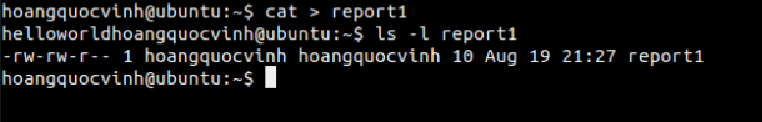 hoangquocvinh@ubuntu:~$ cat > report1
helloworldhoangquocvinh@ubuntu:~$ ls -l report1
-rw-rw-r-- 1 hoangquocvinh hoangquocvinh 10 Aug 19 21:27 report1
hoangquocvinh@ubuntu:~$